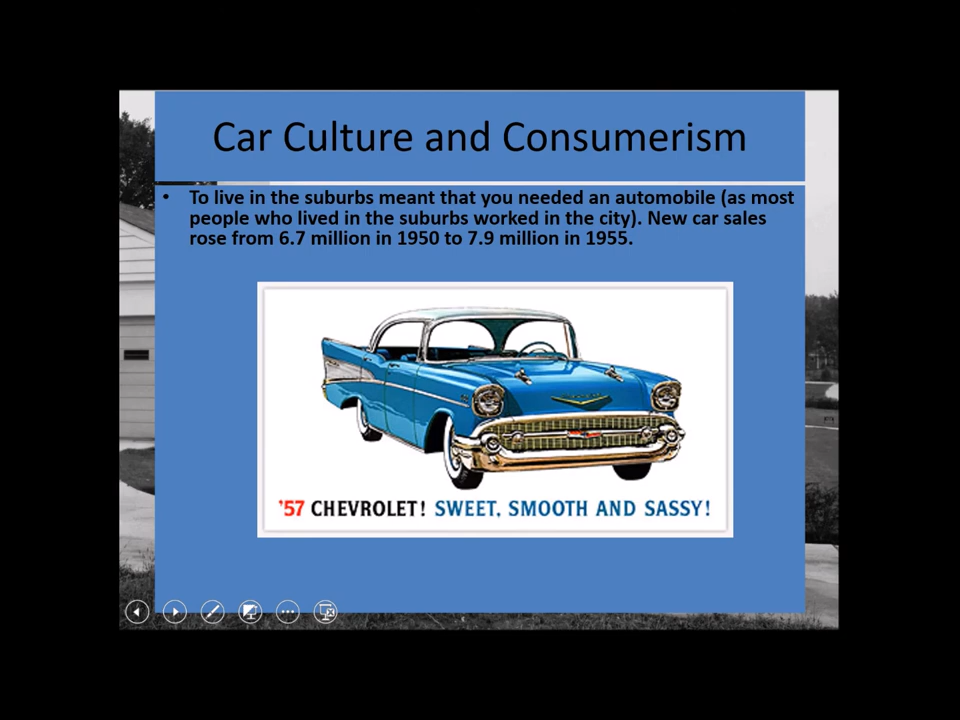 Car Culture and Consumerism
• To live in the suburbs meant that you needed an automobile (as most
people who lived in the suburbs worked in the city). New car sales
rose from 6.7 million in 1950 to 7.9 million in 1955.
'57 CHEVROLET! SWEET, SMOOTH AND SASSY!